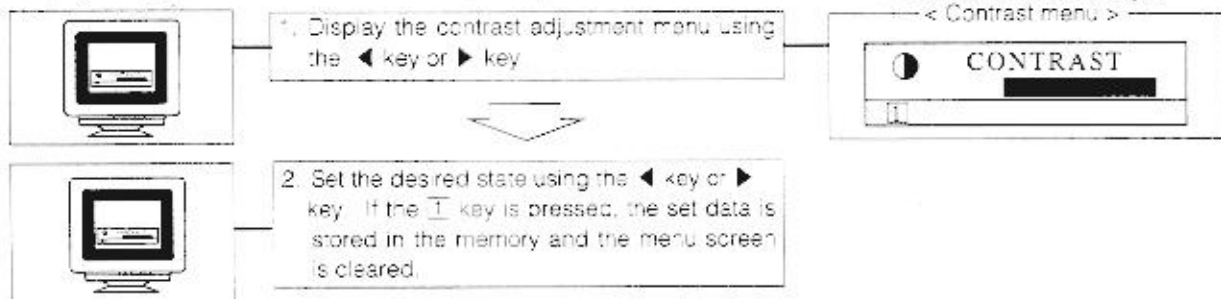 1. Display the contrast adjustment menu using
the ◀ key or ▶ key
< Contrast menu >
CONTRAST
1
2. Set the desired state using the ◀ key or ▶
key. If the 1 key is pressed, the set data is
stored in the memory and the menu screen
is cleared.